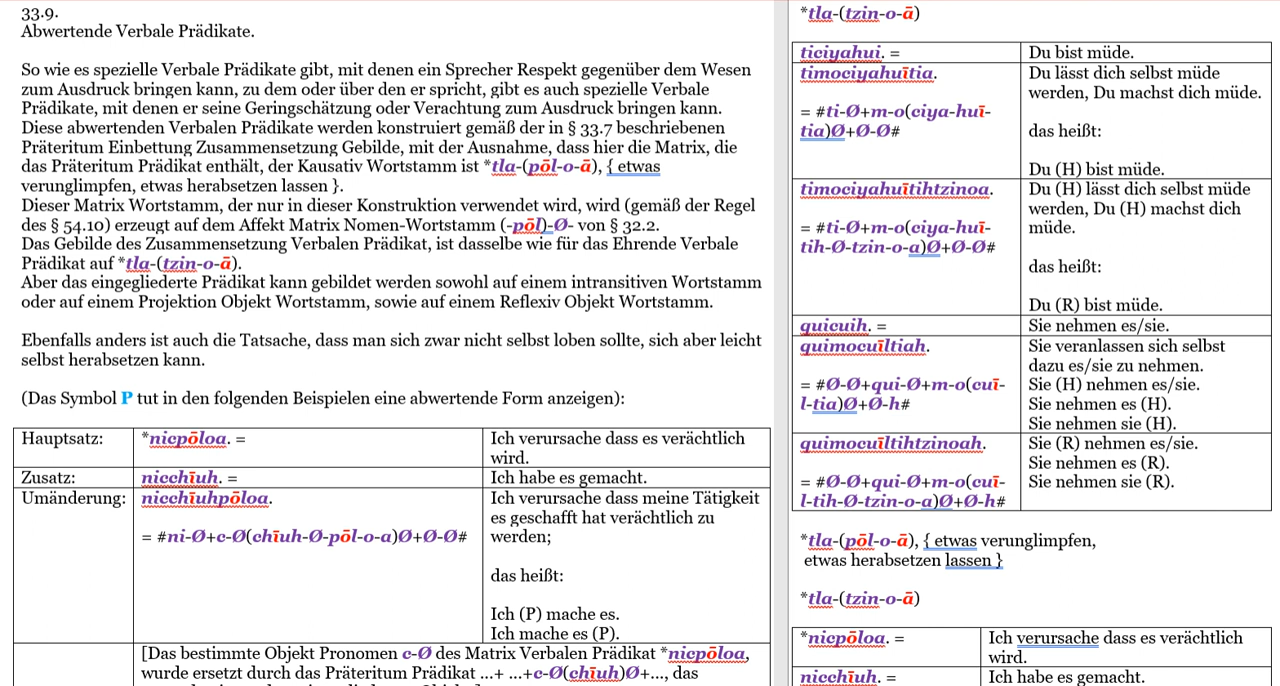 33.9.
Abwertende Verbale Prädikate.
So wie es spezielle Verbale Prädikate gibt, mit denen ein Sprecher Respekt gegenüber dem Wesen
zum Ausdruck bringen kann, zu dem oder über den er spricht, gibt es auch spezielle Verbale
Prädikate, mit denen er seine Geringschätzung oder Verachtung zum Ausdruck bringen kann.
Diese abwertenden Verbalen Prädikate werden konstruiert gemäß der in § 33.7 beschriebenen
Präteritum Einbettung Zusammensetzung Gebilde, mit der Ausnahme, dass hier die Matrix, die
das Präteritum Prädikat enthält, der Kausativ Wortstamm ist *tla-(pōl-o-ā), { etwas
verunglimpfen, etwas herabsetzen lassen }.
Dieser Matrix Wortstamm, der nur in dieser Konstruktion verwendet wird, wird (gemäß der Regel
des § 54.10) erzeugt auf dem Affekt Matrix Nomen-Wortstamm (-pōl)-Ø- von § 32.2.
Das Gebilde des Zusammensetzung Verbalen Prädikat, ist dasselbe wie für das Ehrende Verbale
Prädikat auf *tla-(tzin-o-ā).
Aber das eingegliederte Prädikat kann gebildet werden sowohl auf einem intransitiven Wortstamm
oder auf einem Projektion Objekt Wortstamm, sowie auf einem Reflexiv Objekt Wortstamm.
Ebenfalls anders ist auch die Tatsache, dass man sich zwar nicht selbst loben sollte, sich aber leicht
selbst herabsetzen kann.
(Das Symbol P tut in den folgenden Beispielen eine abwertende Form anzeigen):
Hauptsatz: *nicpōloa. = Ich verursache dass es verächtlich
wird.
Zusatz: nicchīuh. = Ich habe es gemacht.
Umänderung: nicchīuhpōloa. Ich verursache dass meine Tätigkeit
es geschafft hat verächtlich zu
= #ni-Ø+c-Ø(chīuh-Ø-pōl-o-a)Ø+Ø-Ø# werden;
das heißt:
Ich (P) mache es.
Ich mache es (P).
[Das bestimmte Objekt Pronomen c-Ø des Matrix Verbalen Prädikat *nicpōloa,
wurde ersetzt durch das Präteritum Prädikat ...+ ...+c-Ø(chīuh)Ø+..., das
*tla-(tzin-o-ā)
ticiyahui. = Du bist müde.
timociyahuītia. Du lässt dich selbst müde
werden, Du machst dich müde.
= #ti-Ø+m-o(ciya-huī-
tia)Ø+Ø-Ø# das heißt:
Du (H) bist müde.
timociyahuītihtzinoa. Du (H) lässt dich selbst müde
werden, Du (H) machst dich
= #ti-Ø+m-o(ciya-huī- müde.
tih-Ø-tzin-o-a)Ø+Ø-Ø#
das heißt:
Du (R) bist müde.
quicuih. = Sie nehmen es/sie.
quimocuīltiah. Sie veranlassen sich selbst
dazu es/sie zu nehmen.
= #Ø-Ø+qui-Ø+m-o(cuī- Sie (H) nehmen es/sie.
l-tia)Ø+Ø-h# Sie nehmen es (H).
Sie nehmen sie (H).
quimocuīltihtzinoah. Sie (R) nehmen es/sie.
Sie nehmen es (R).
= #Ø-Ø+qui-Ø+m-o(cuī- Sie nehmen sie (R).
l-tih-Ø-tzin-o-a)Ø+Ø-h#
*tla-(pōl-o-ā), { etwas verunglimpfen,
etwas herabsetzen lassen }
*tla-(tzin-o-ā)
*nicpōloa. = Ich verursache dass es verächtlich
wird.
nicchīuh. = Ich habe es gemacht.